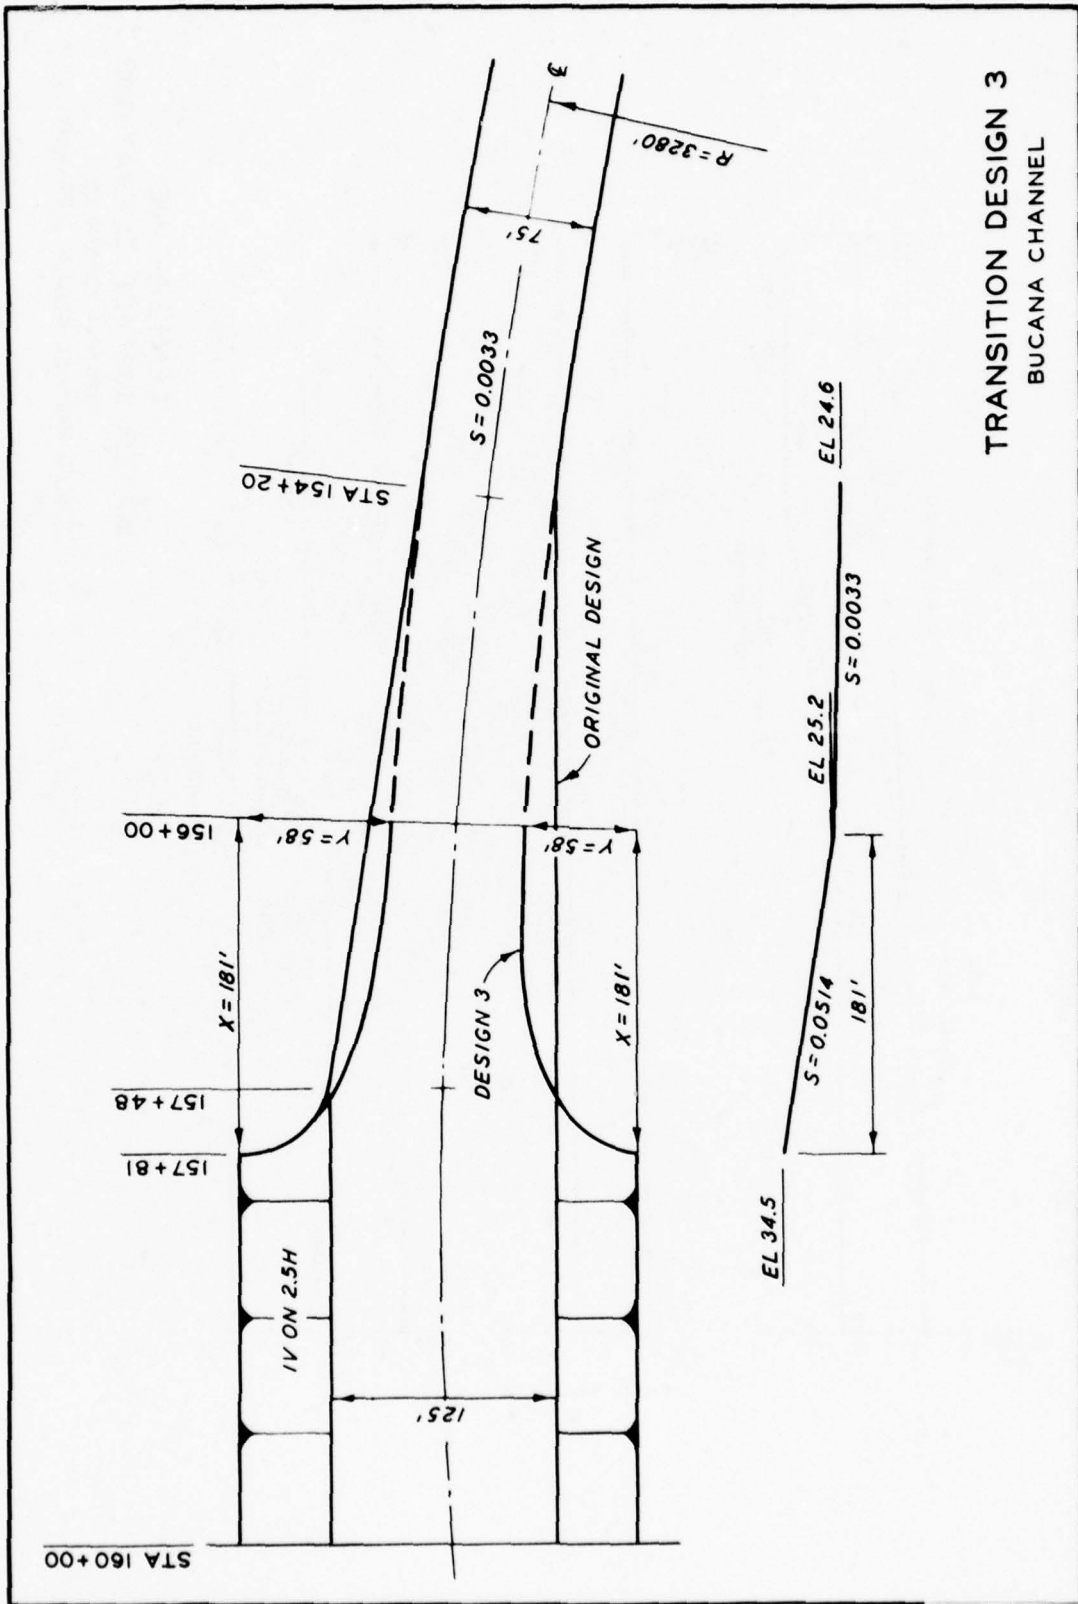 STA 160+00
157+81
157+48
156+00
STA 154+20
X = 181'
Y = 58'
1V ON 2.5H
125'
DESIGN 3
ORIGINAL DESIGN
S = 0.0033
75'
℄
R = 3280'
X = 181'
Y = 58'
EL 34.5
S = 0.0514
181'
EL 25.2
S = 0.0033
EL 24.6
TRANSITION DESIGN 3
BUCANA CHANNEL